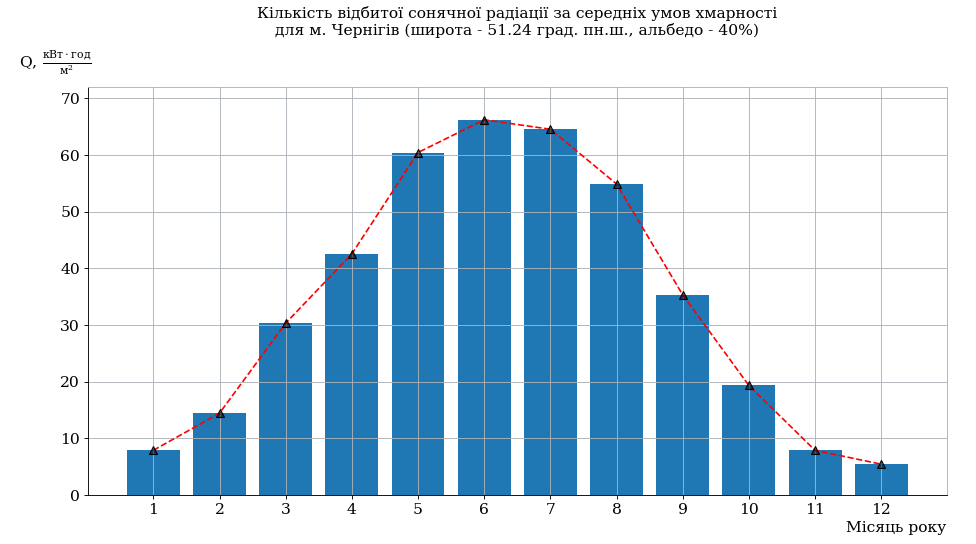 Кількість відбитої сонячної радіації за середніх умов хмарності
для м. Чернігів (широта - 51.24 град. пн.ш., альбедо - 40%)
Q, кВт · год / м²
70
60
50
40
30
20
10
0
1 2 3 4 5 6 7 8 9 10 11 12
Місяць року